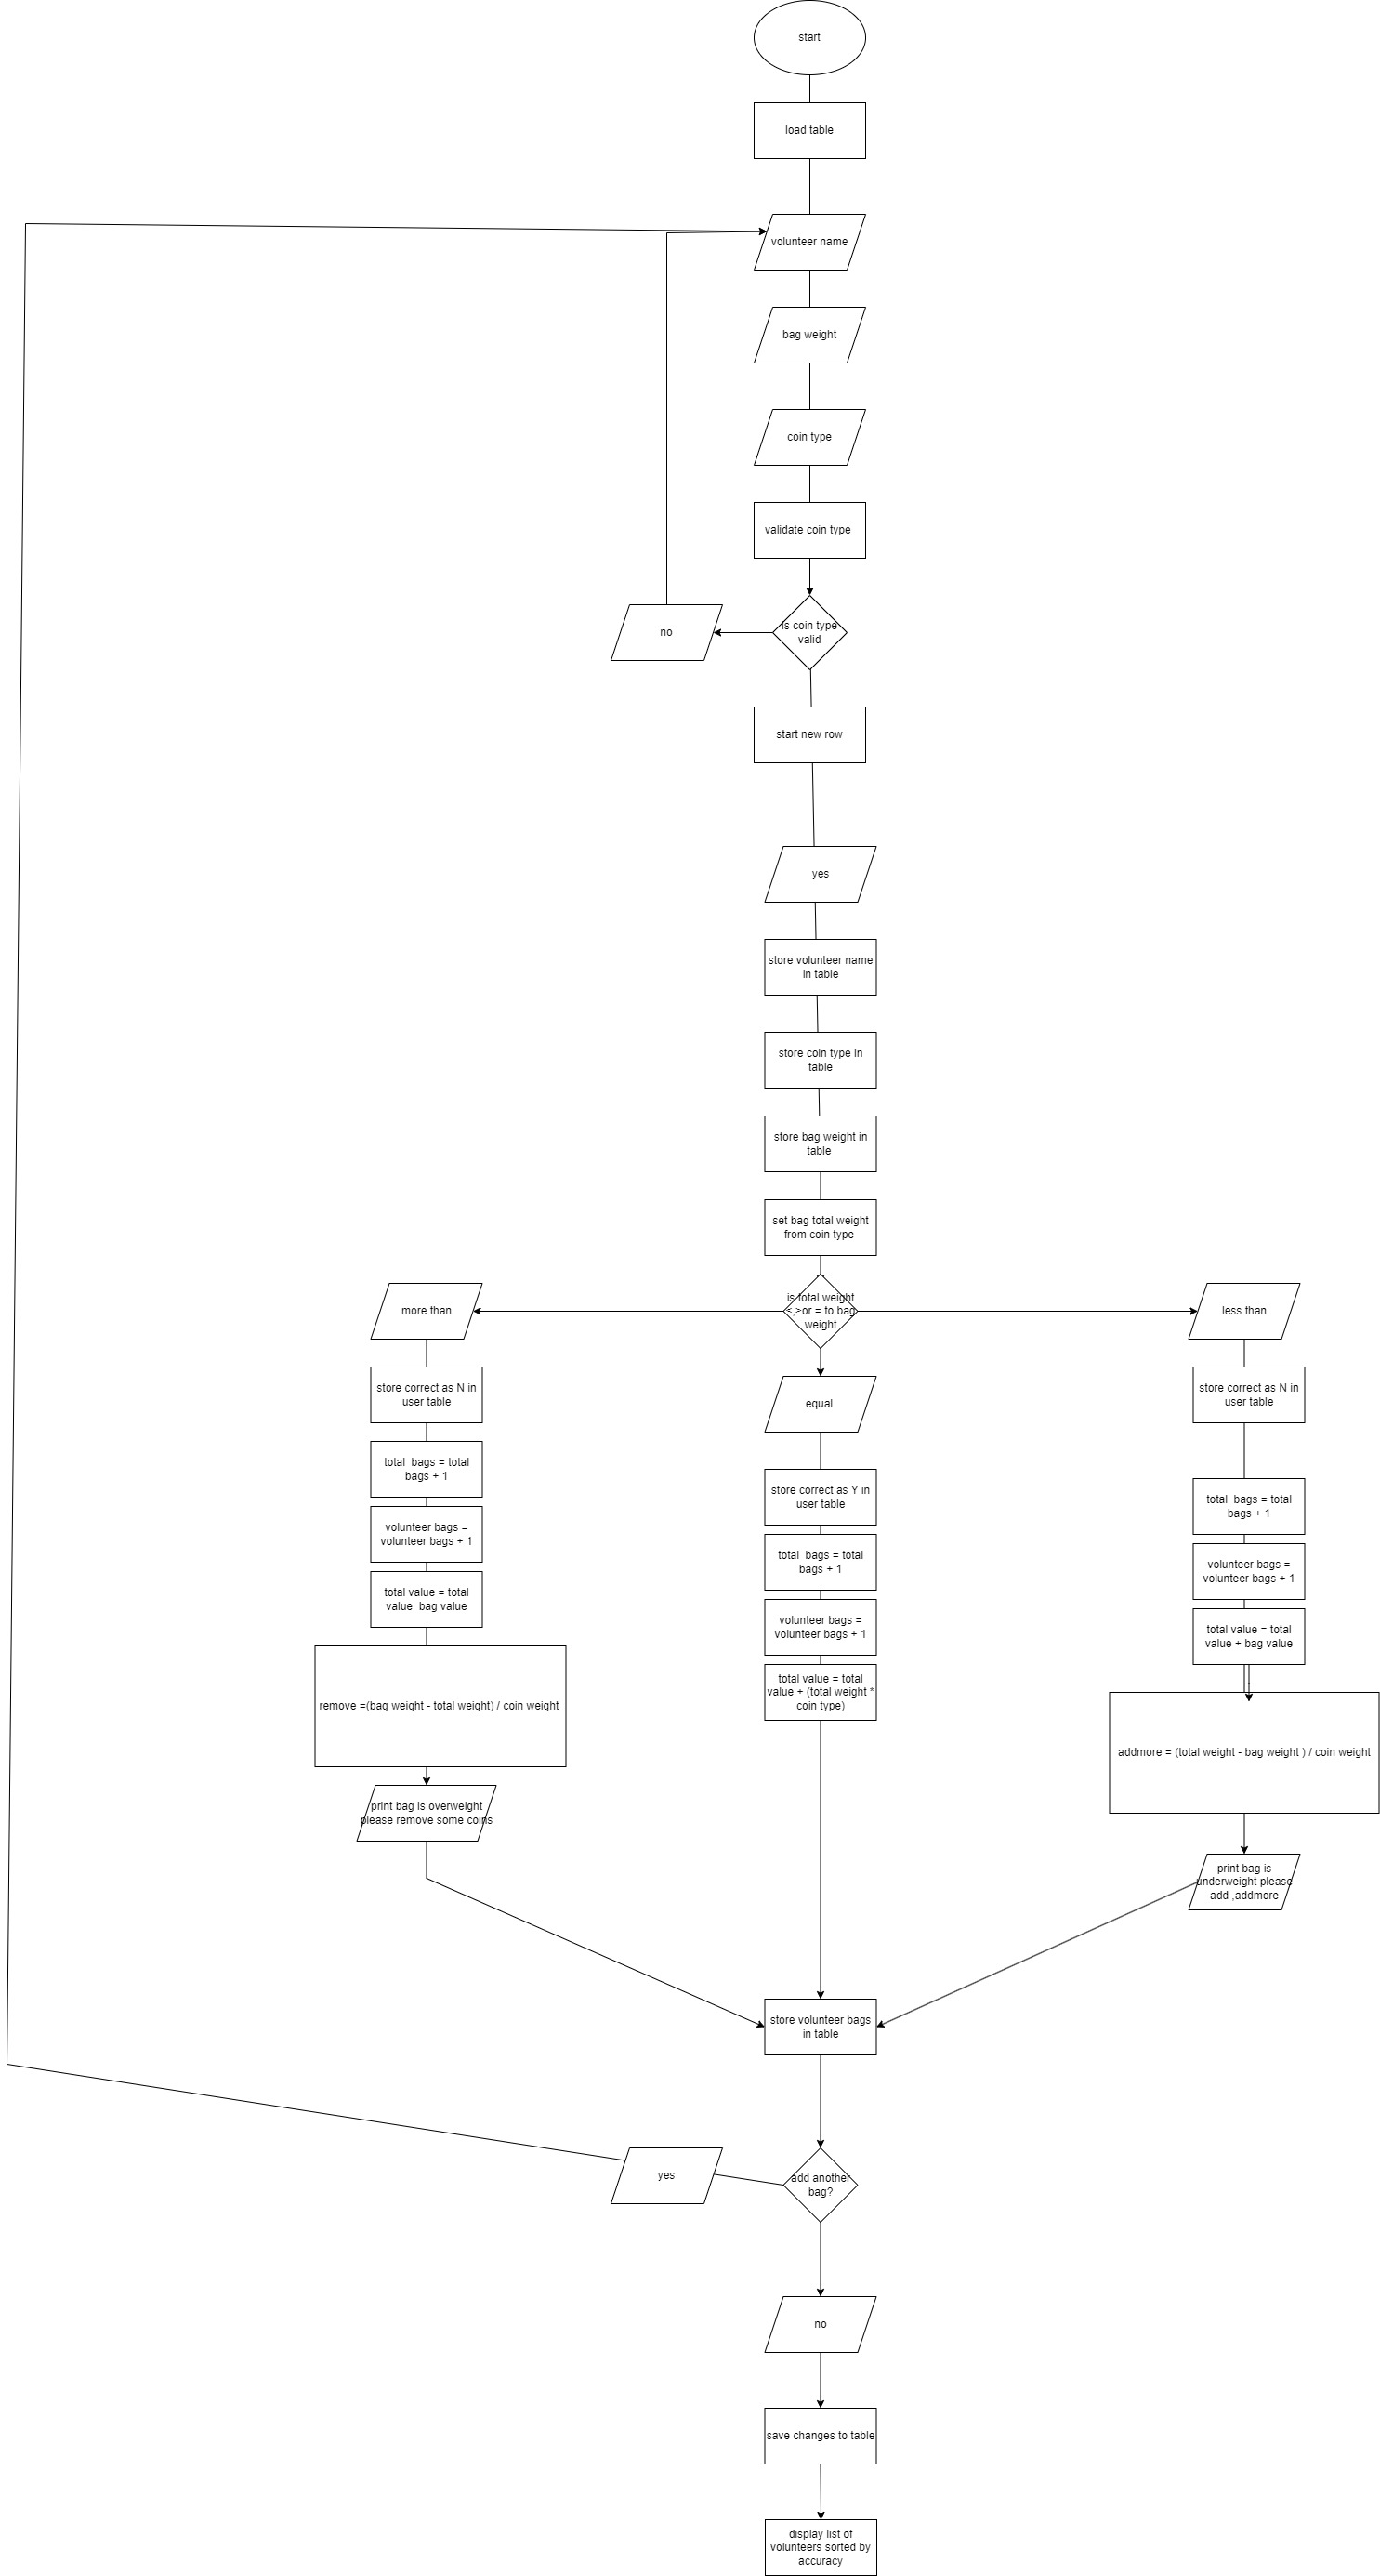 start
load table
volunteer name
bag weight
coin type
validate coin type
is coin type
valid
no
start new row
yes
store volunteer name
in table
store coin type in
table
store bag weight in
table
set bag total weight
from coin type
is total weight
<,>or = to bag
weight
more than
less than
equal
store correct as N in
user table
total  bags = total
bags + 1
volunteer bags =
volunteer bags + 1
total value = total
value  bag value
remove =(bag weight - total weight) / coin weight
print bag is overweight
please remove some coins
store correct as Y in
user table
total  bags = total
bags + 1
volunteer bags =
volunteer bags + 1
total value = total
value + (total weight *
coin type)
store correct as N in
user table
total  bags = total
bags + 1
volunteer bags =
volunteer bags + 1
total value = total
value + bag value
addmore = (total weight - bag weight ) / coin weight
print bag is
underweight please
add ,addmore
store volunteer bags
in table
add another
bag?
yes
no
save changes to table
display list of
volunteers sorted by
accuracy